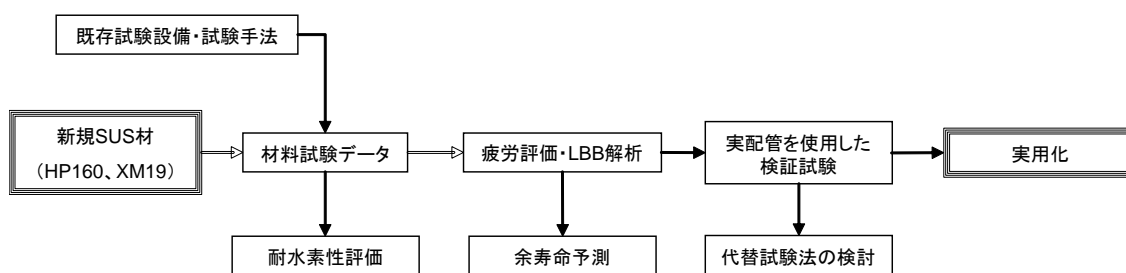 既存試験設備・試験手法
新規SUS材
（HP160、XM19）
材料試験データ
疲労評価・LBB解析
実配管を使用した
検証試験
実用化
耐水素性評価
余寿命予測
代替試験法の検討